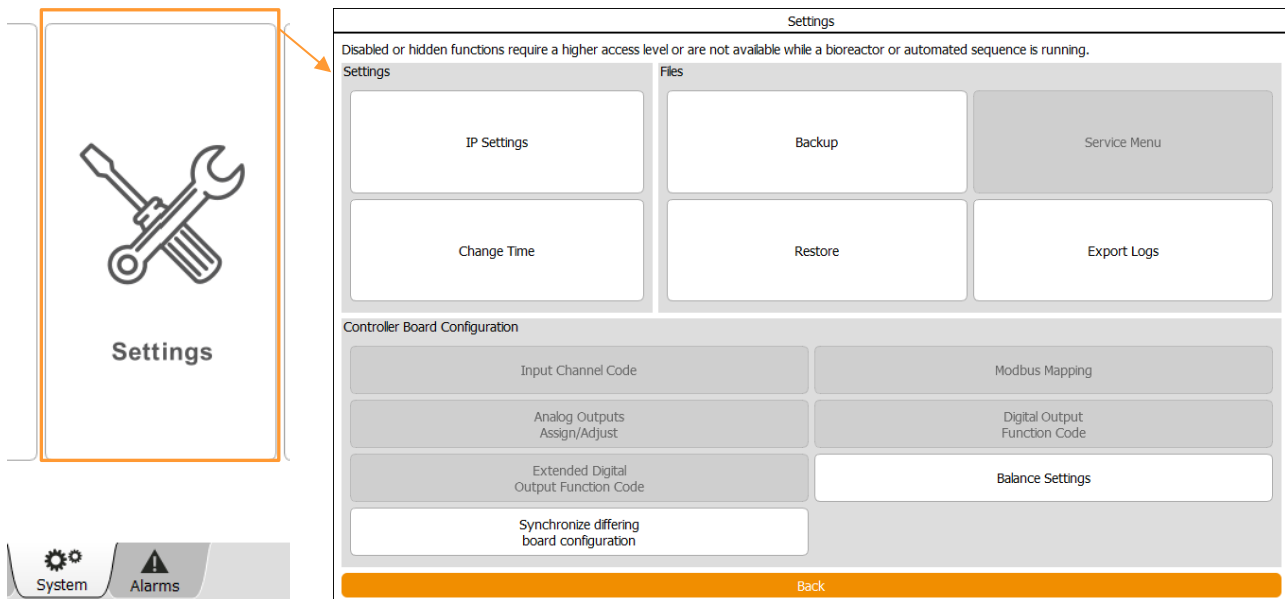 Settings
System
Alarms
Settings
Disabled or hidden functions require a higher access level or are not available while a bioreactor or automated sequence is running.
Settings
Files
IP Settings
Backup
Service Menu
Change Time
Restore
Export Logs
Controller Board Configuration
Input Channel Code
Modbus Mapping
Analog Outputs
Assign/Adjust
Digital Output
Function Code
Extended Digital
Output Function Code
Balance Settings
Synchronize differing
board configuration
Back